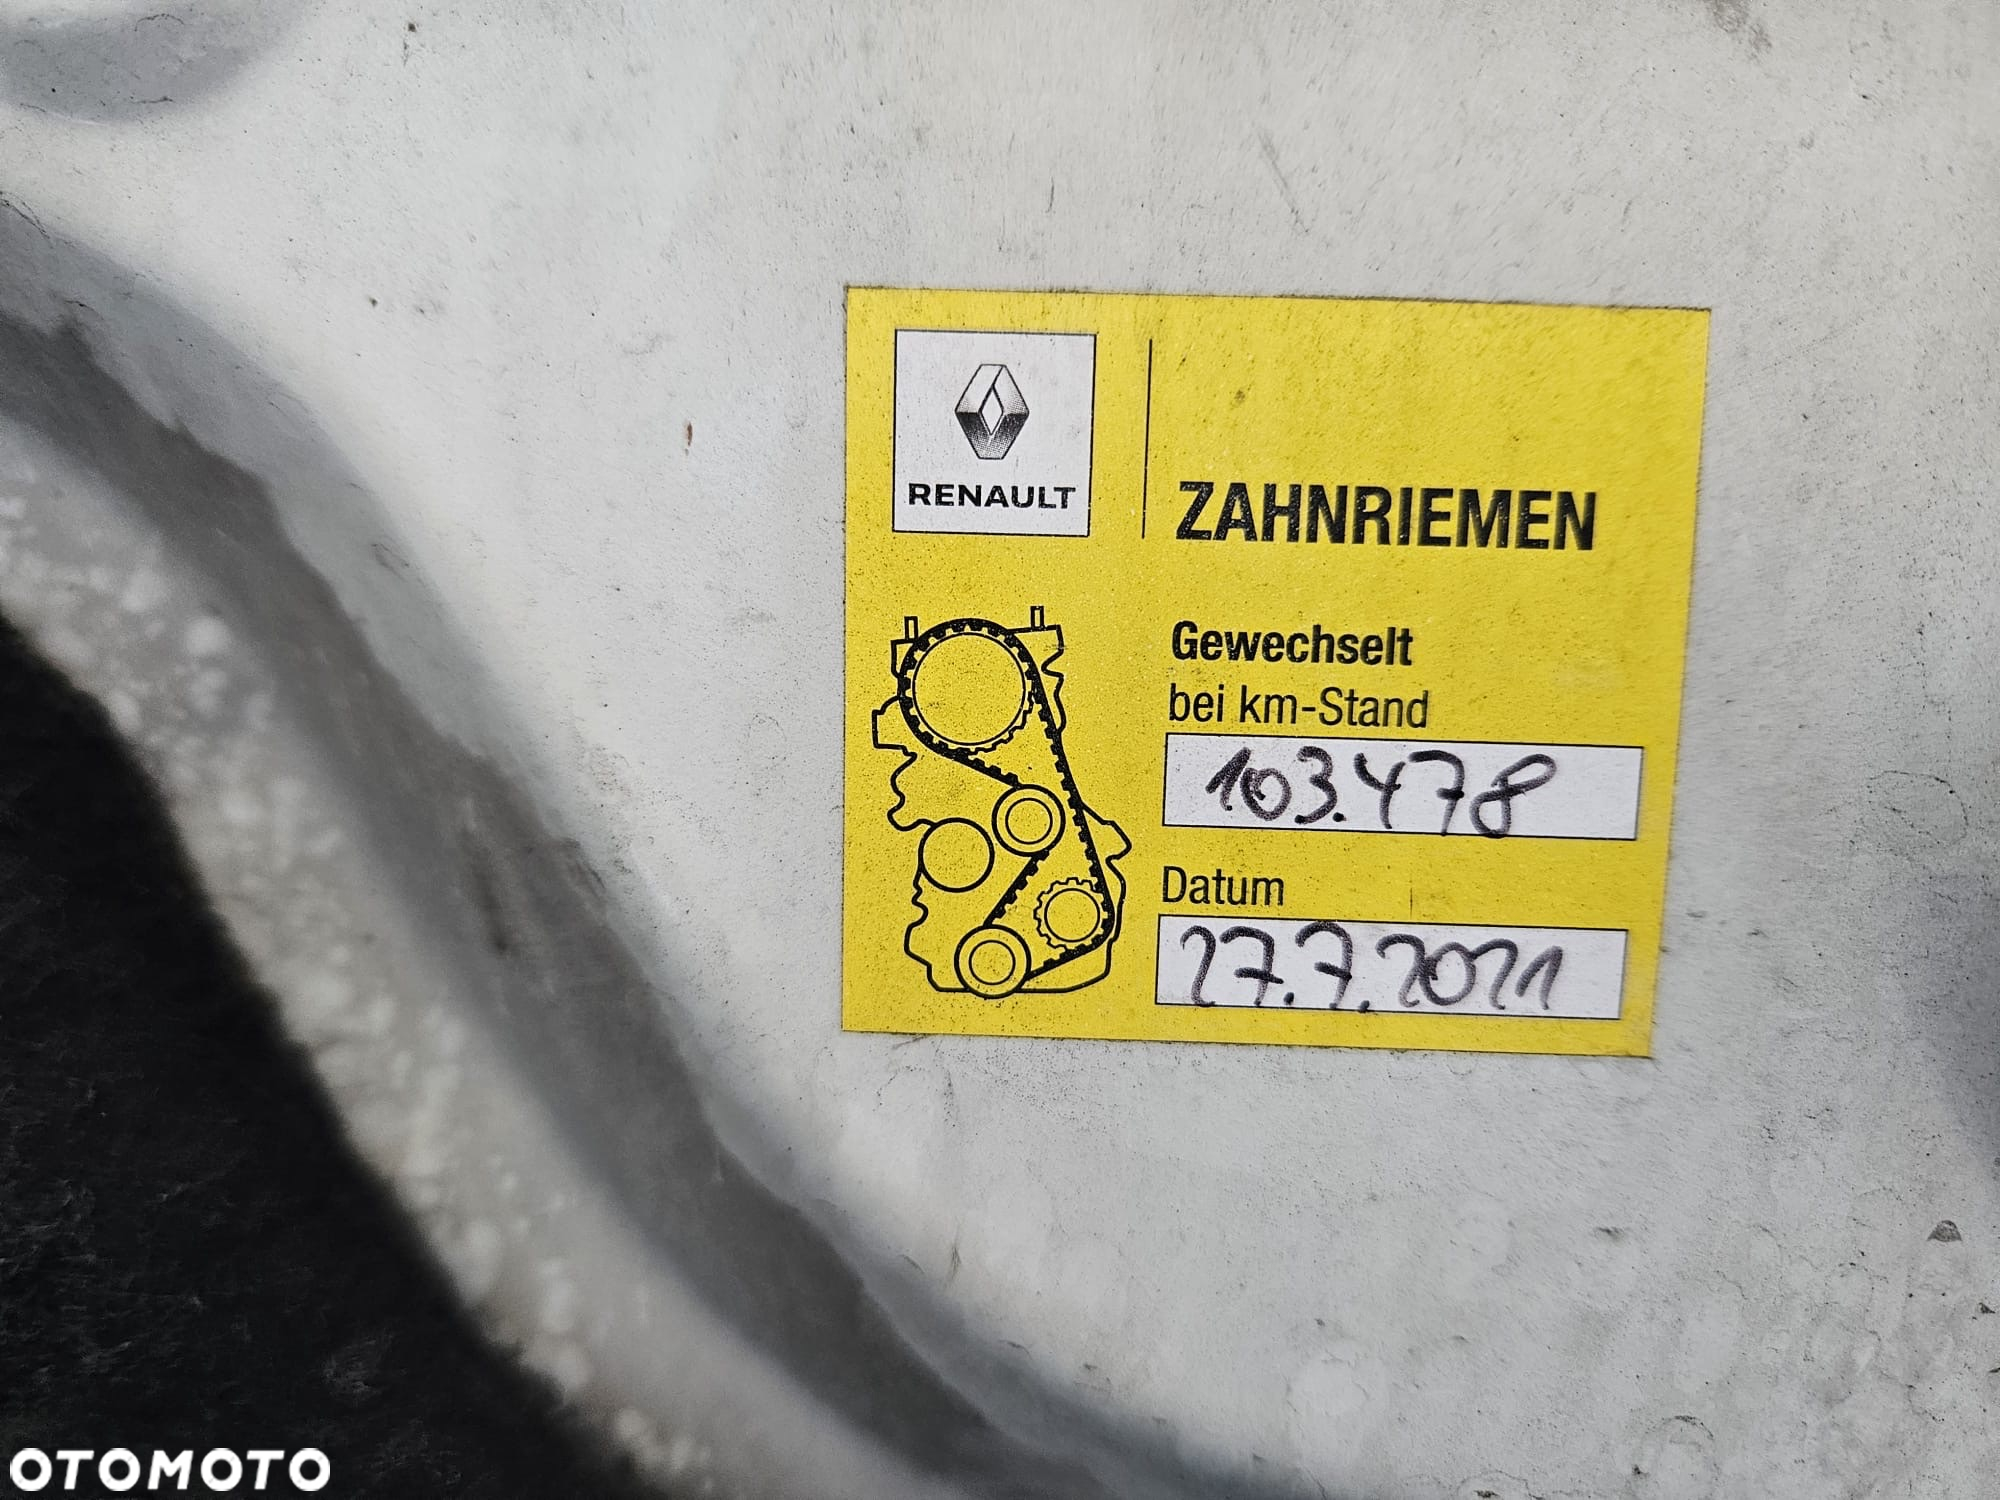 RENAULT
ZAHNRIEMEN
Gewechselt
bei km-Stand
103.478
Datum
27.7.2021
OTOMOTO